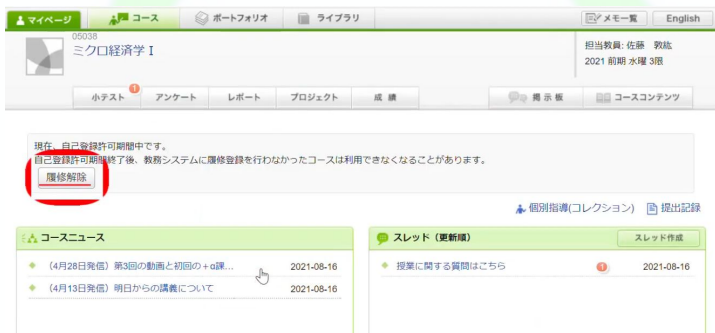 マイページ コース ポートフォリオ ライブラリ メモ一覧 English
05038
ミクロ経済学 I
担当教員: 佐藤 敦紘
2021 前期 水曜 3限
小テスト 1 アンケート レポート プロジェクト 成績 掲示板 コースコンテンツ
現在、自己登録許可期間中です。
自己登録許可期間終了後、教務システムに履修登録を行わなかったコースは利用できなくなることがあります。
履修解除
個別指導(コレクション) 提出記録
コースニュース
(4月28日発信) 第3回の動画と初回の+α課... 2021-08-16
(4月13日発信) 明日からの講義について 2021-08-16
スレッド (更新順) スレッド作成
授業に関する質問はこちら 1 2021-08-16